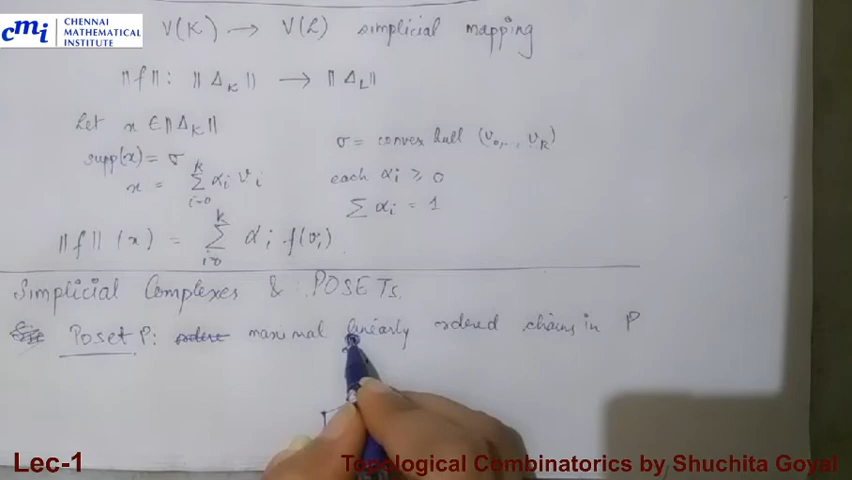 cmi CHENNAI MATHEMATICAL INSTITUTE
V(K) → V(L) simplicial mapping
||f|| : ||Δ_K|| → ||Δ_L||
Let x ∈ ||Δ_K||
supp(x) = σ
σ = convex hull (v_0, .., v_k)
x = Σ_{i=0}^{k} α_i v_i
each α_i ≥ 0
Σ α_i = 1
||f|| (x) = Σ_{i=0}^{k} α_i f(v_i)
Simplicial Complexes & POSETs.
Poset P: maximal linearly ordered chains in P
Lec-1
Topological Combinatorics by Shuchita Goyal